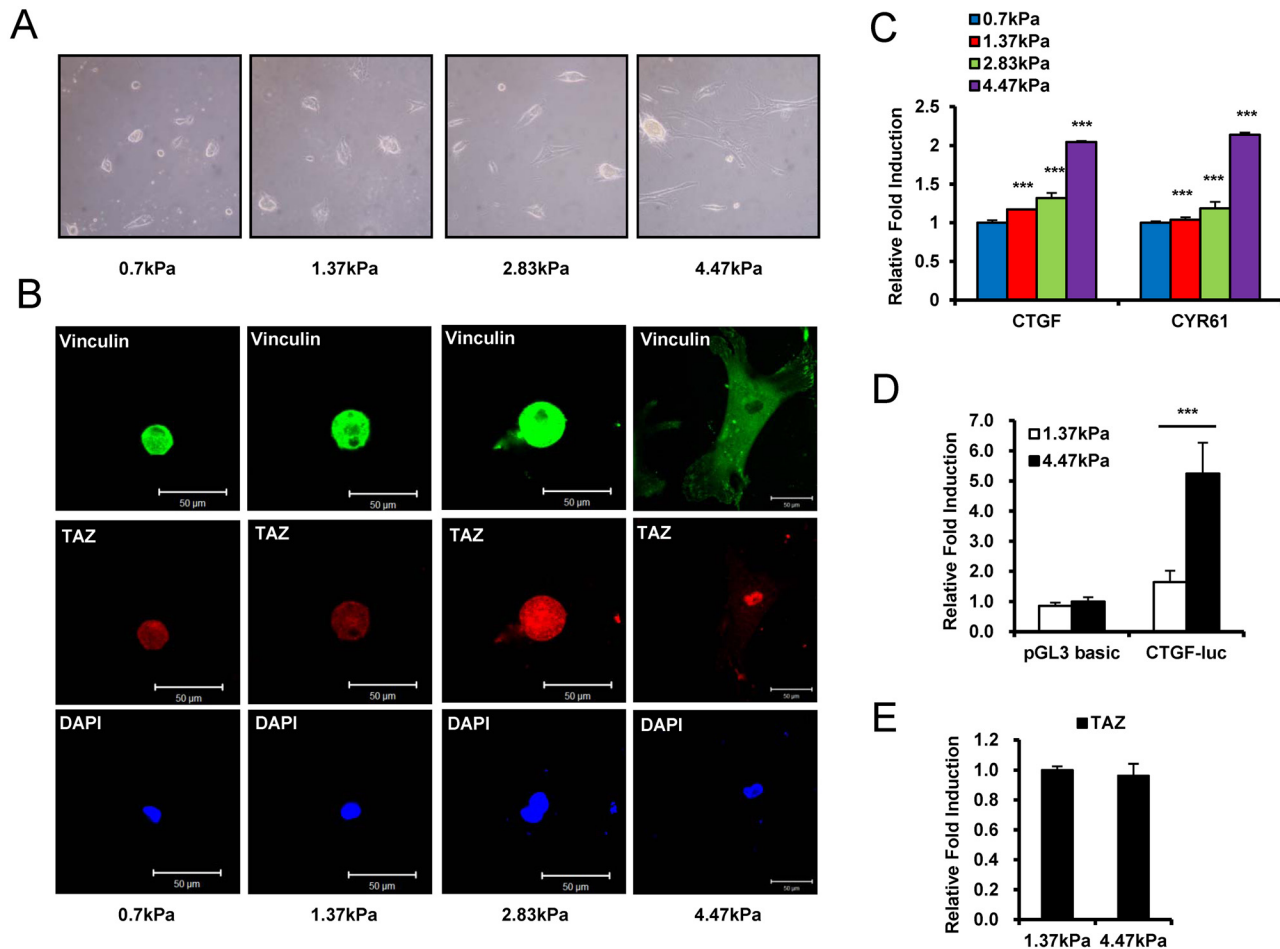 A
0.7kPa 1.37kPa 2.83kPa 4.47kPa
B
Vinculin Vinculin Vinculin Vinculin
50 µm 50 µm 50 µm 50 µm
TAZ TAZ TAZ TAZ
50 µm 50 µm 50 µm 50 µm
DAPI DAPI DAPI DAPI
50 µm 50 µm 50 µm 50 µm
0.7kPa 1.37kPa 2.83kPa 4.47kPa
C
0.7kPa
1.37kPa
2.83kPa
4.47kPa
Relative Fold Induction
2.5
2
1.5
1
0.5
0
*** *** *** *** *** ***
CTGF CYR61
D
1.37kPa
4.47kPa
***
Relative Fold Induction
7.0
6.0
5.0
4.0
3.0
2.0
1.0
0.0
pGL3 basic CTGF-luc
E
TAZ
Relative Fold Induction
1.2
1.0
0.8
0.6
0.4
0.2
0.0
1.37kPa 4.47kPa